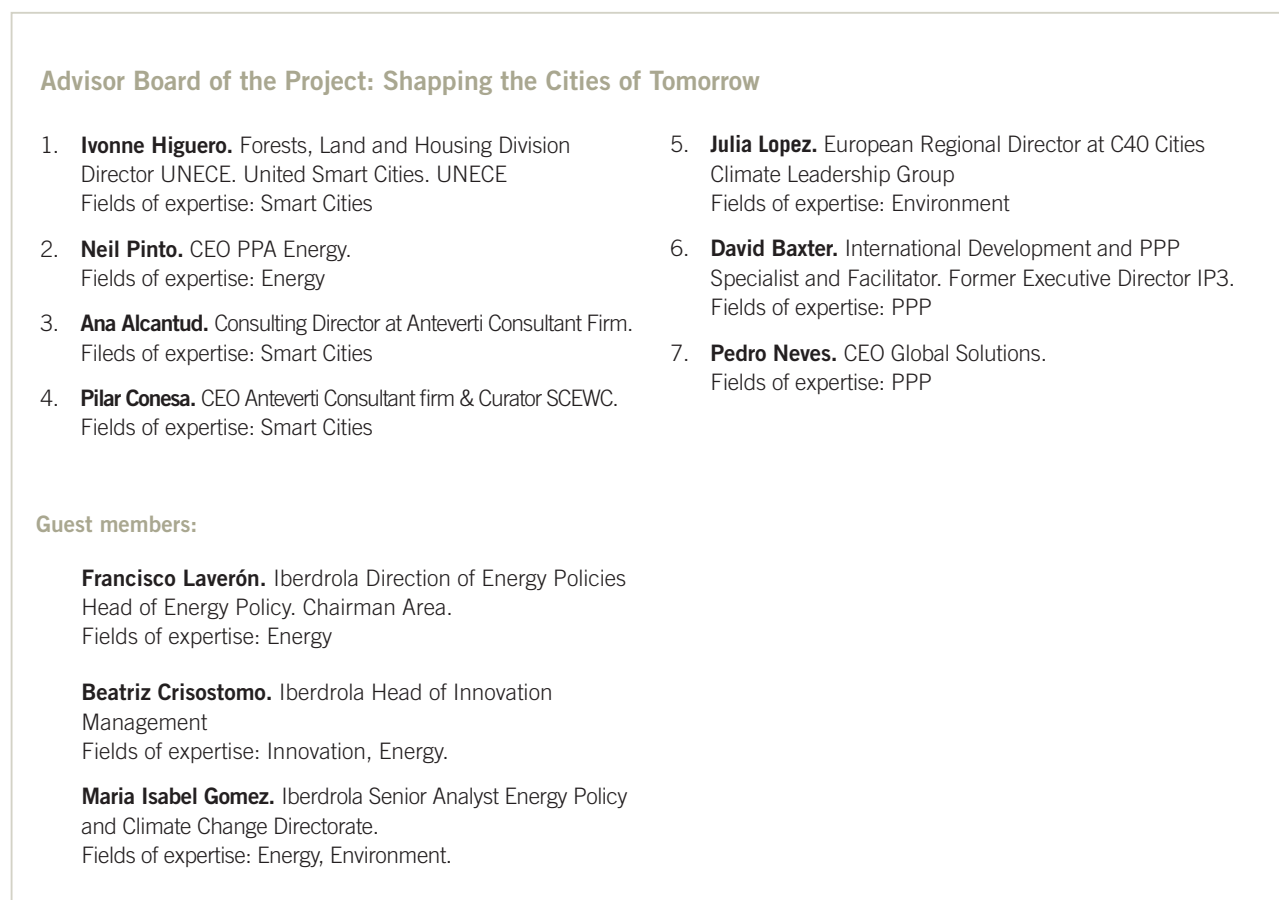 Advisor Board of the Project: Shapping the Cities of Tomorrow
1. Ivonne Higuero. Forests, Land and Housing Division
Director UNECE. United Smart Cities. UNECE
Fields of expertise: Smart Cities
2. Neil Pinto. CEO PPA Energy.
Fields of expertise: Energy
3. Ana Alcantud. Consulting Director at Anteverti Consultant Firm.
Fileds of expertise: Smart Cities
4. Pilar Conesa. CEO Anteverti Consultant firm & Curator SCEWC.
Fields of expertise: Smart Cities
5. Julia Lopez. European Regional Director at C40 Cities
Climate Leadership Group
Fields of expertise: Environment
6. David Baxter. International Development and PPP
Specialist and Facilitator. Former Executive Director IP3.
Fields of expertise: PPP
7. Pedro Neves. CEO Global Solutions.
Fields of expertise: PPP
Guest members:
Francisco Laverón. Iberdrola Direction of Energy Policies
Head of Energy Policy. Chairman Area.
Fields of expertise: Energy
Beatriz Crisostomo. Iberdrola Head of Innovation
Management
Fields of expertise: Innovation, Energy.
Maria Isabel Gomez. Iberdrola Senior Analyst Energy Policy
and Climate Change Directorate.
Fields of expertise: Energy, Environment.